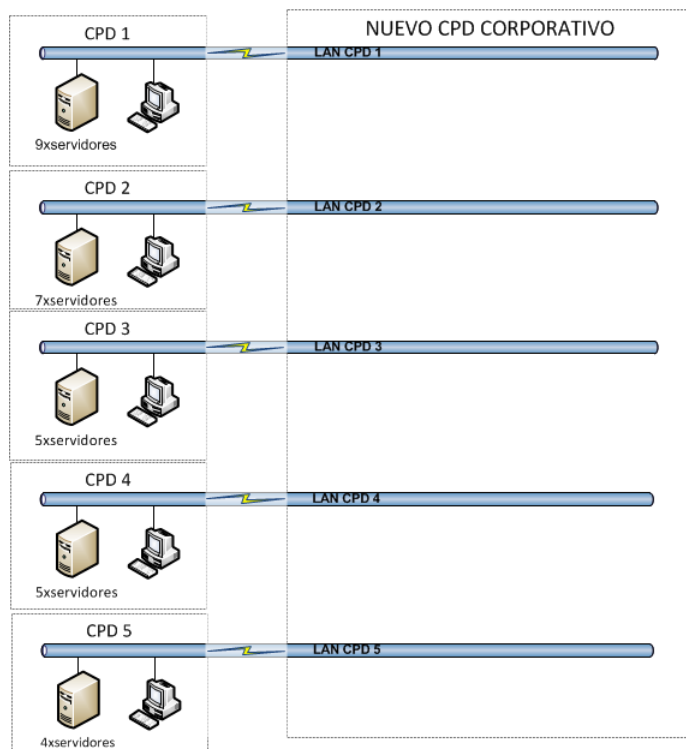 NUEVO CPD CORPORATIVO
CPD 1
LAN CPD 1
9xservidores
CPD 2
LAN CPD 2
7xservidores
CPD 3
LAN CPD 3
5xservidores
CPD 4
LAN CPD 4
5xservidores
CPD 5
LAN CPD 5
4xservidores